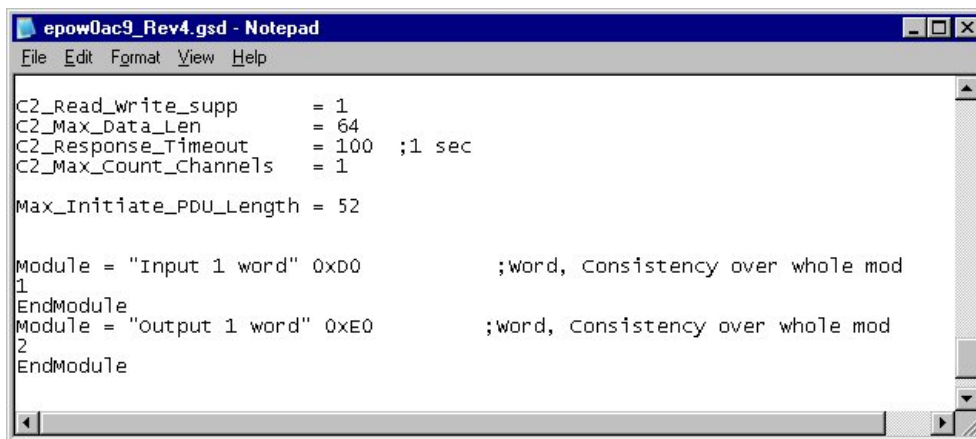 epow0ac9_Rev4.gsd - Notepad
File Edit Format View Help
C2_Read_Write_supp = 1
C2_Max_Data_Len = 64
C2_Response_Timeout = 100 ;1 sec
C2_Max_Count_Channels = 1
Max_Initiate_PDU_Length = 52
Module = "Input 1 word" 0xD0 ;Word, Consistency over whole mod
1
EndModule
Module = "Output 1 word" 0xE0 ;Word, Consistency over whole mod
2
EndModule